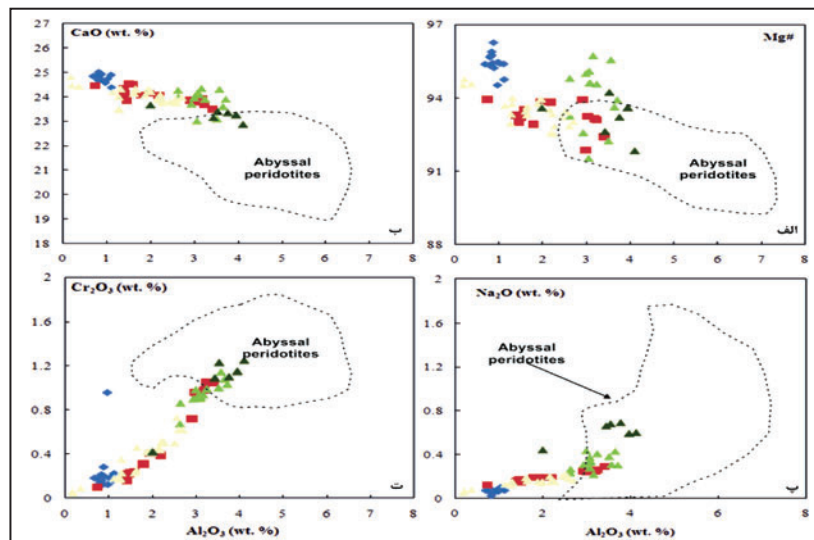 CaO (wt. %)
27
26
25
24
23
22
21
20
19
18
Abyssal
peridotites
ب
0 1 2 3 4 5 6 7 8
Mg#
97
94
91
88
Abyssal
peridotites
الف
0 2 4 6 8
Cr₂O₃ (wt. %)
2
1.6
1.2
0.8
0.4
0
Abyssal
peridotites
ت
0 1 2 3 4 5 6 7 8
Al₂O₃ (wt. %)
Na₂O (wt. %)
2
1.6
1.2
0.8
0.4
0
Abyssal
peridotites
پ
0 2 4 6 8
Al₂O₃ (wt. %)